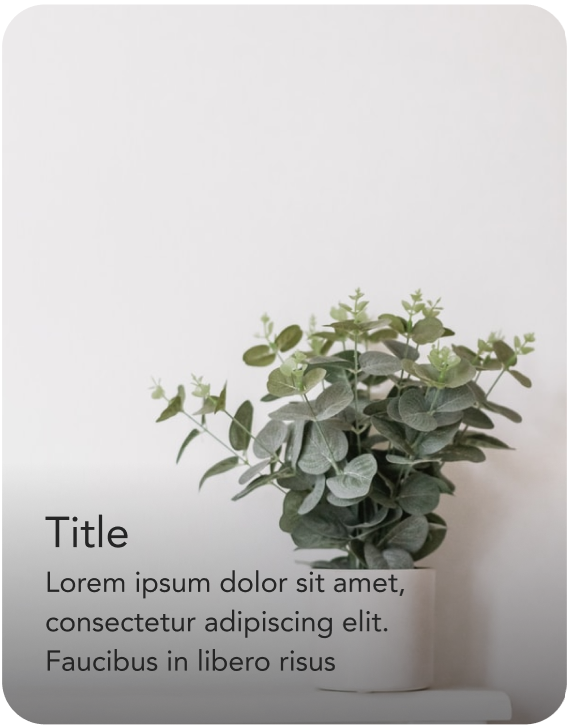 Title
Lorem ipsum dolor sit amet,
consectetur adipiscing elit.
Faucibus in libero risus